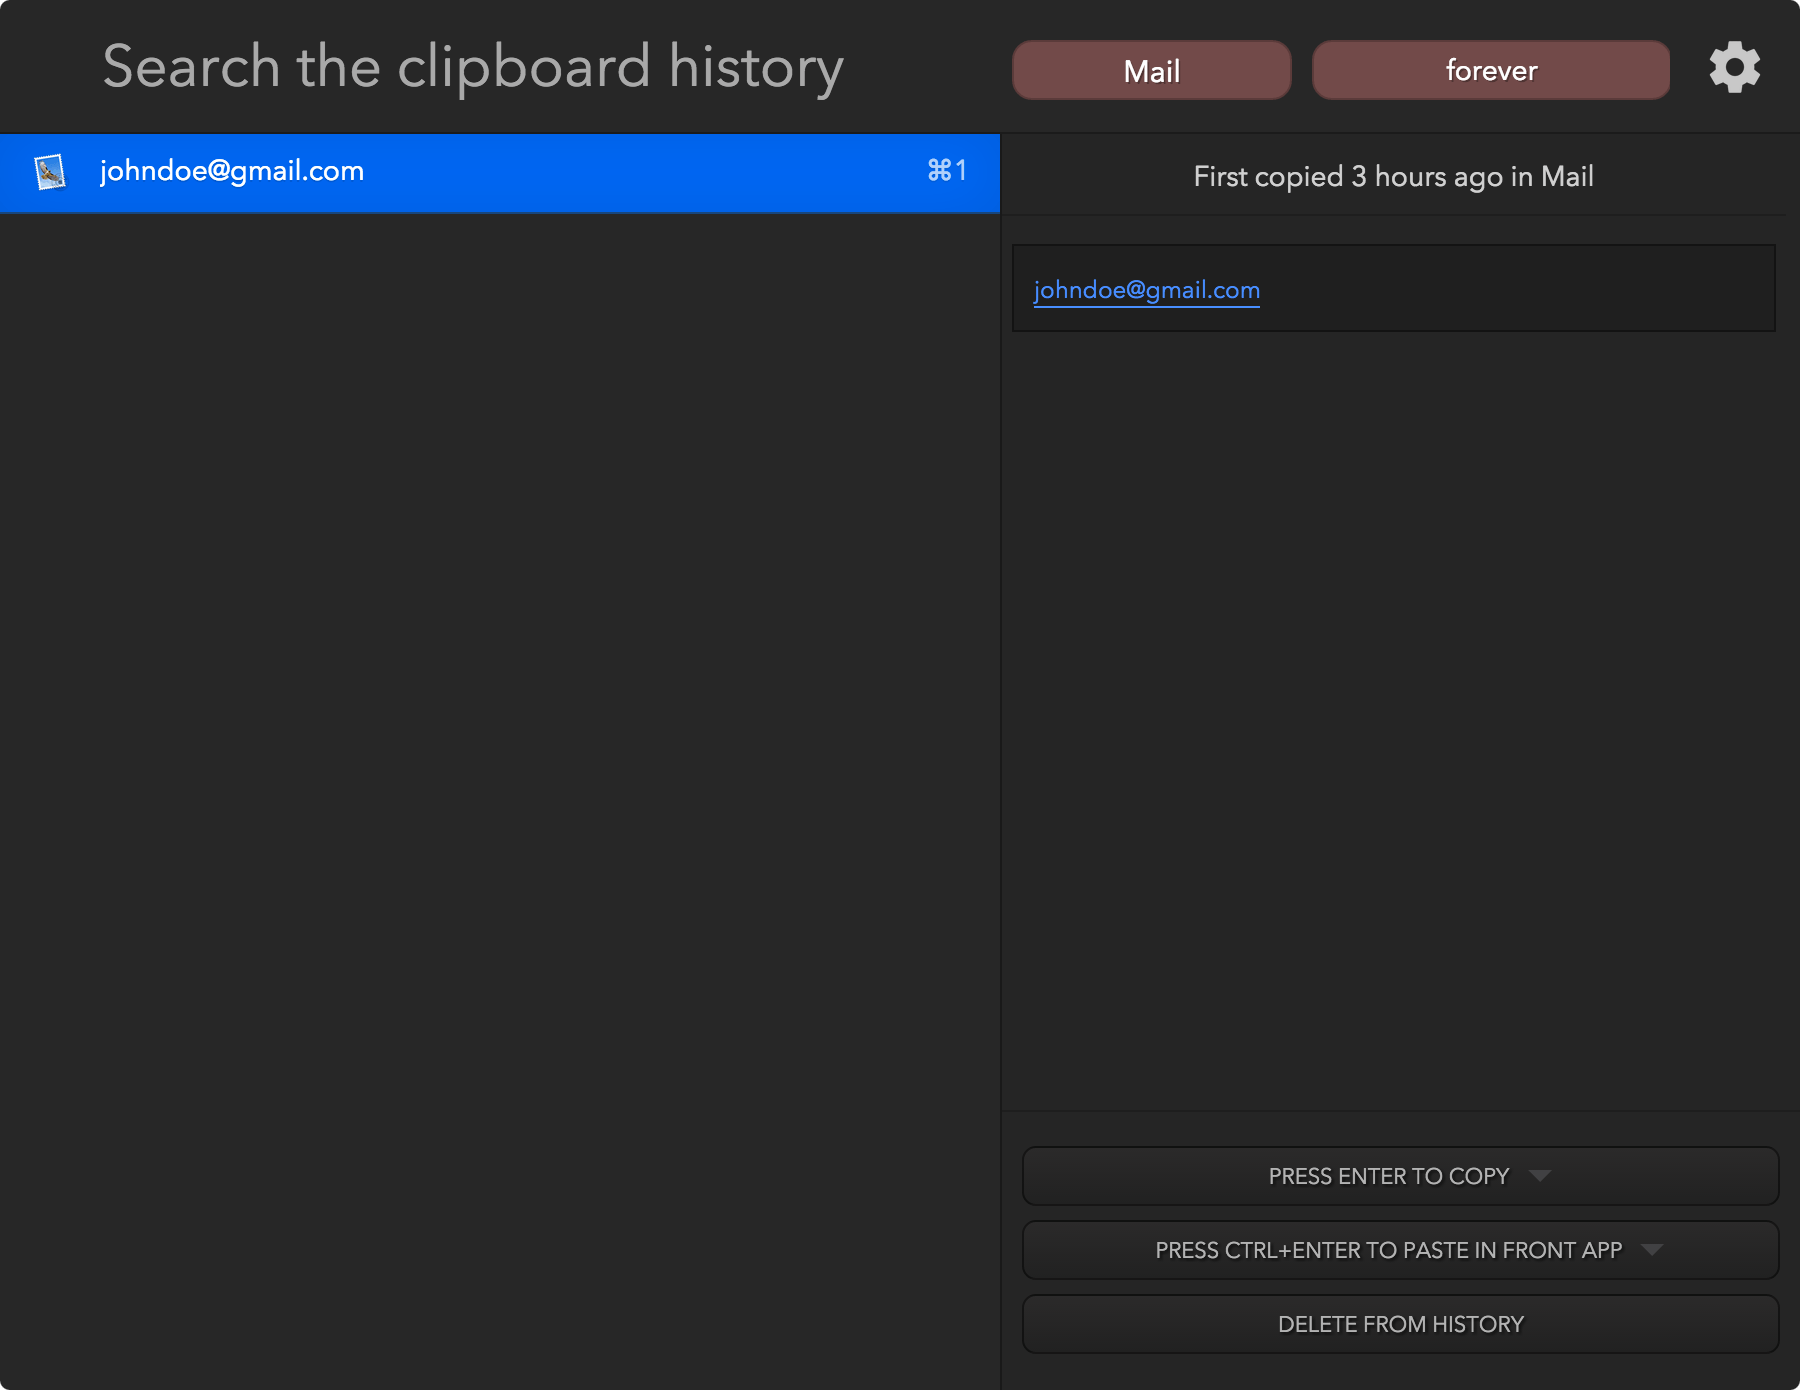 Search the clipboard history
Mail
forever
johndoe@gmail.com
⌘1
First copied 3 hours ago in Mail
johndoe@gmail.com
PRESS ENTER TO COPY
PRESS CTRL+ENTER TO PASTE IN FRONT APP
DELETE FROM HISTORY